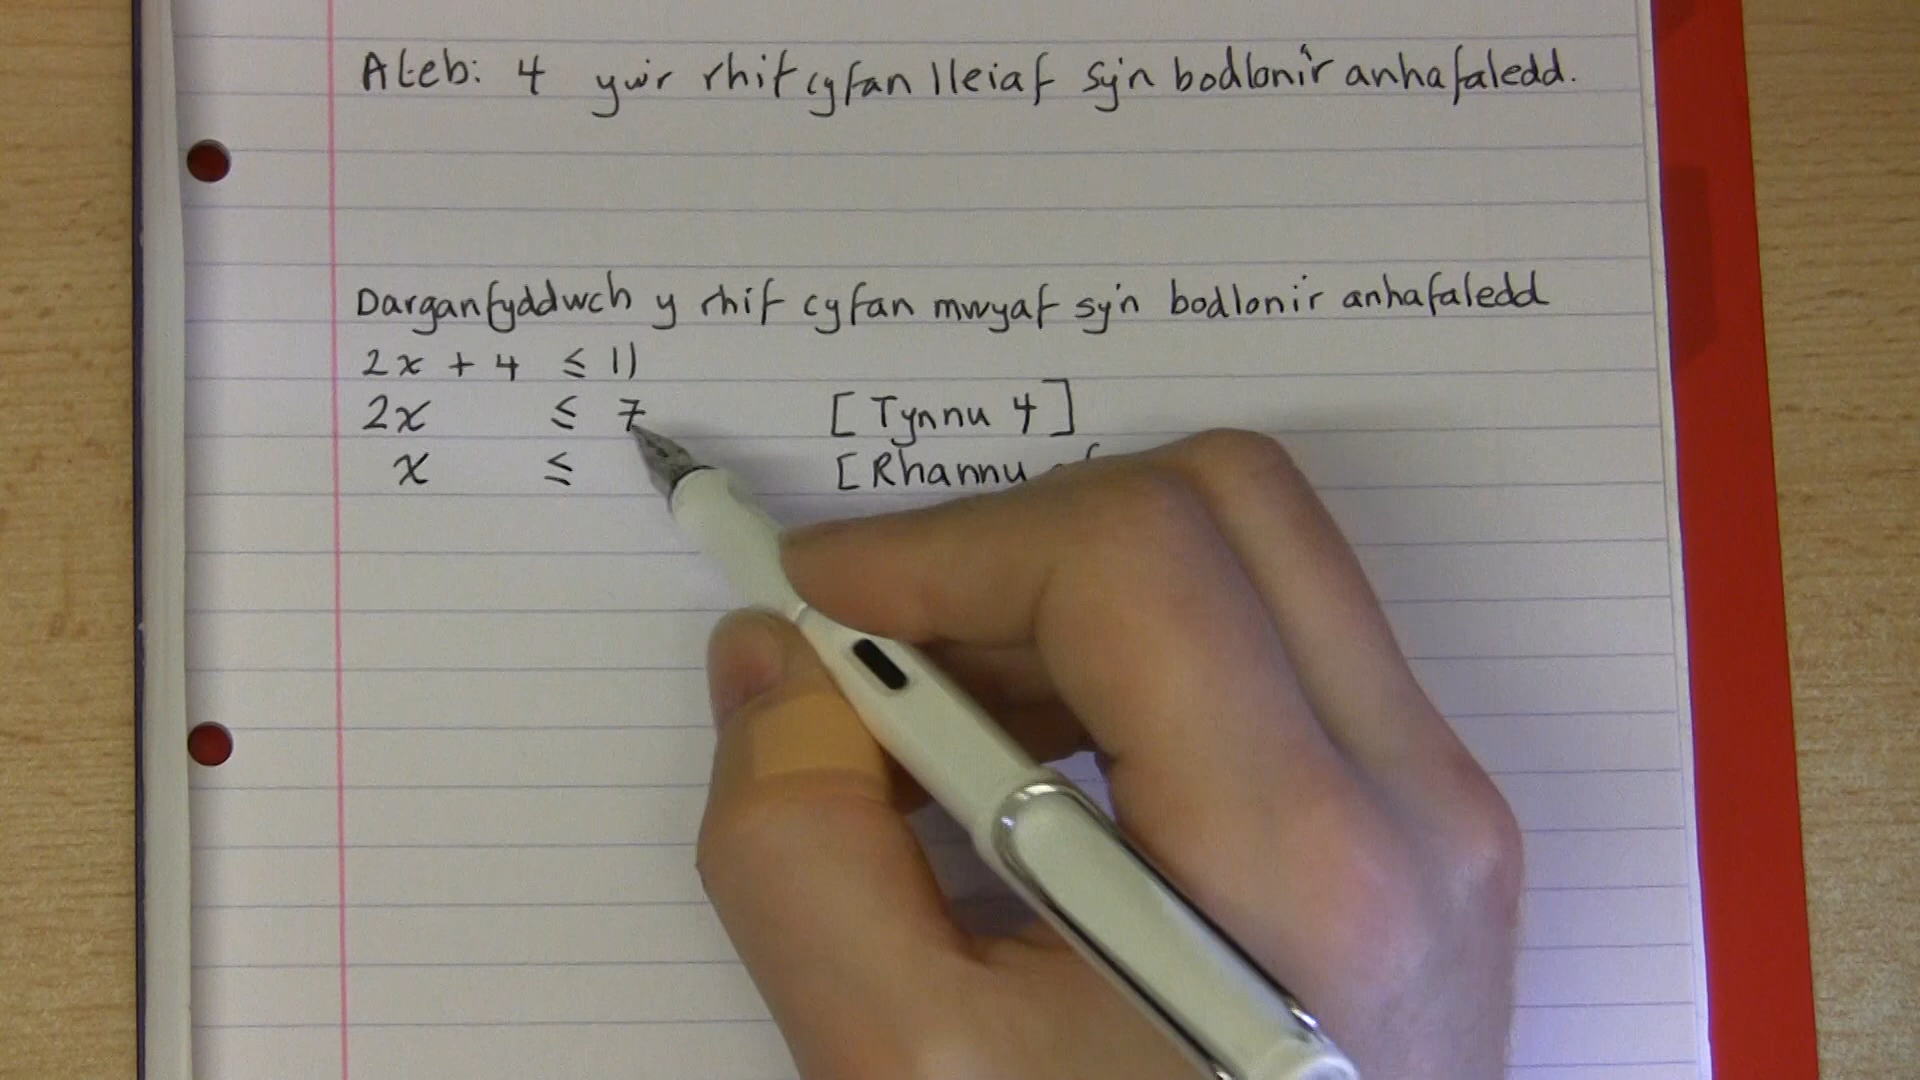 Ateb: 4 yw'r rhif cyfan lleiaf sy'n bodloni'r anhafaledd.
Darganfyddwch y rhif cyfan mwyaf sy'n bodloni'r anhafaledd
2x + 4 ≤ 11
2x ≤ 7 [Tynnu 4]
x ≤ [Rhannu